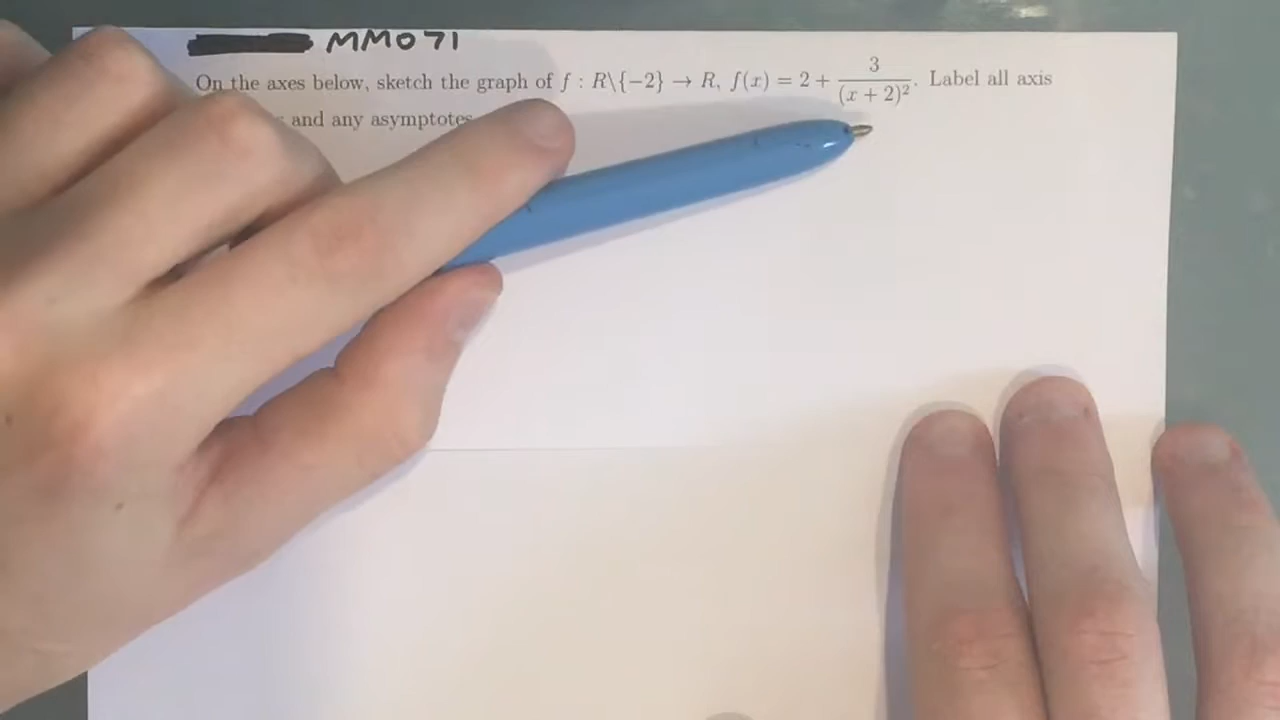 MM071
On the axes below, sketch the graph of f : R\{−2} → R, f(x) = 2 + 3/(x + 2)². Label all axis
and any asymptotes